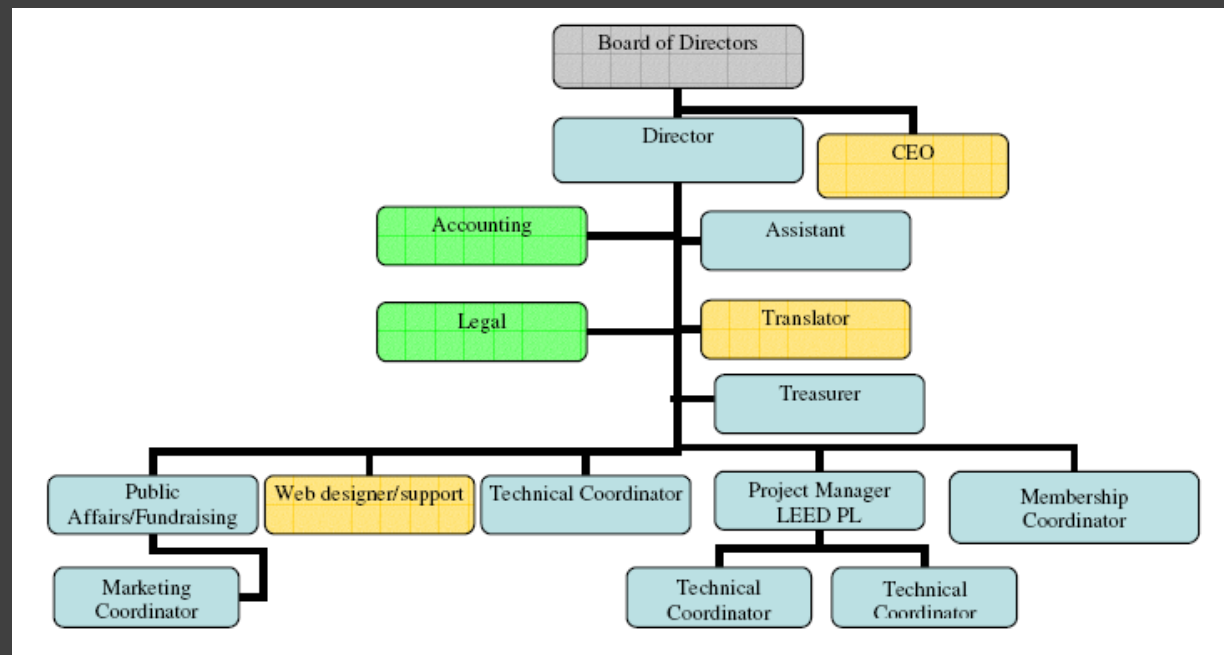 Board of Directors
Director
CEO
Accounting
Assistant
Legal
Translator
Treasurer
Public
Affairs/Fundraising
Web designer/support
Technical Coordinator
Project Manager
LEED PL
Membership
Coordinator
Marketing
Coordinator
Technical
Coordinator
Technical
Coordinator